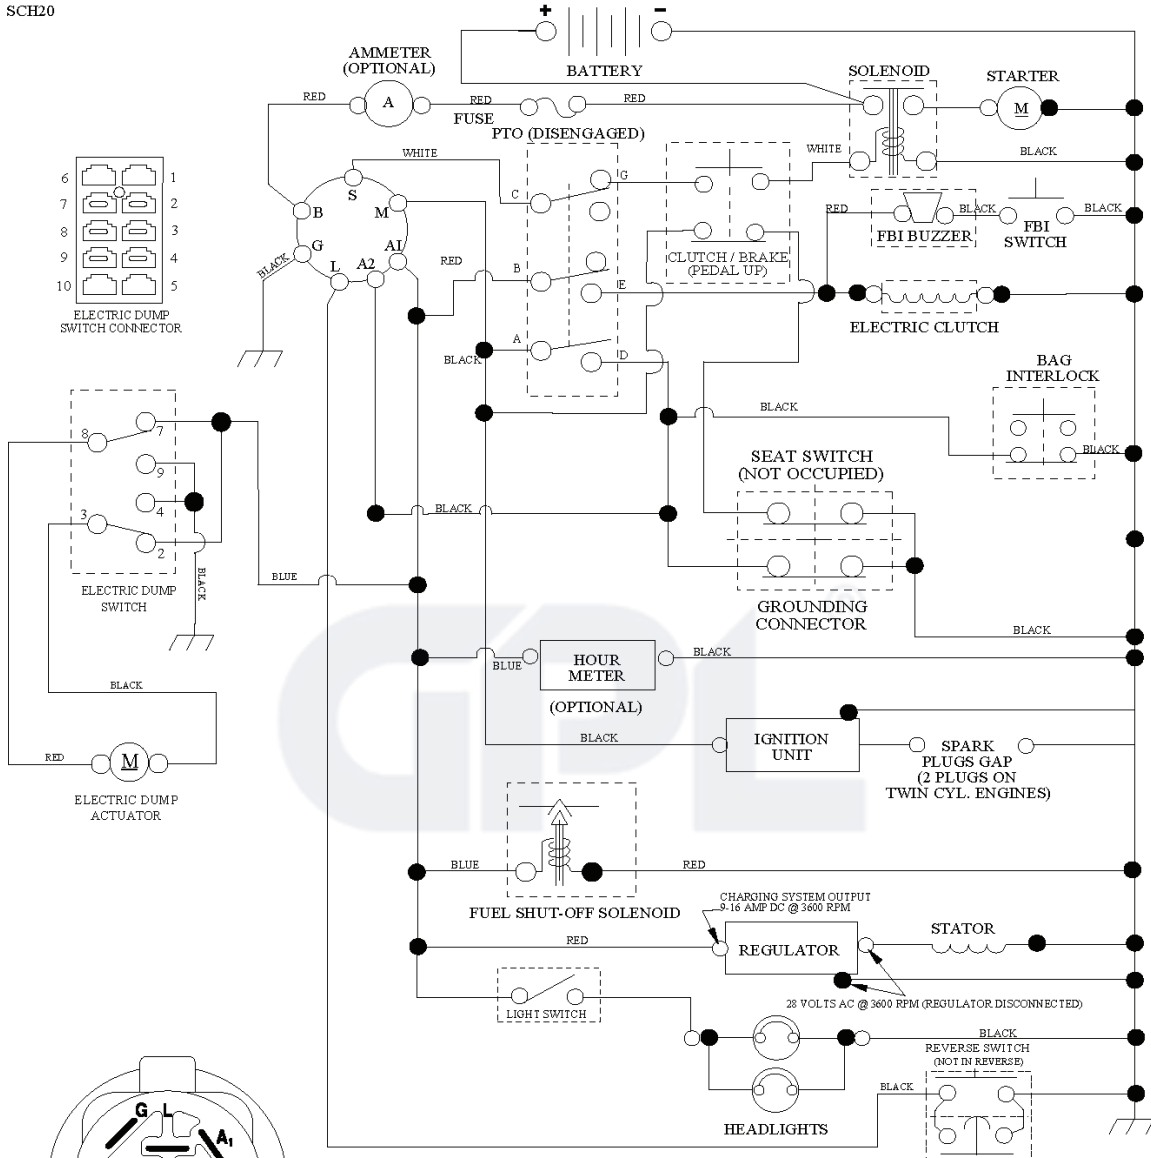 SCH20
+
−
BATTERY
AMMETER
(OPTIONAL)
A
RED
RED
FUSE
RED
PTO (DISENGAGED)
SOLENOID
STARTER
M
WHITE
WHITE
BLACK
6
1
7
2
8
3
9
4
10
5
ELECTRIC DUMP
SWITCH CONNECTOR
S
B
M
G
A1
L
A2
BLACK
RED
BLACK
C
G
B
E
A
D
CLUTCH / BRAKE
(PEDAL UP)
RED
BLACK
BLACK
FBI BUZZER
FBI
SWITCH
ELECTRIC CLUTCH
BAG
INTERLOCK
BLACK
BLACK
8
7
9
4
3
2
ELECTRIC DUMP
SWITCH
BLACK
BLUE
BLACK
SEAT SWITCH
(NOT OCCUPIED)
GROUNDING
CONNECTOR
BLACK
BLUE
HOUR
METER
BLACK
(OPTIONAL)
BLACK
RED
M
ELECTRIC DUMP
ACTUATOR
GPL
BLACK
IGNITION
UNIT
SPARK
PLUGS GAP
(2 PLUGS ON
TWIN CYL. ENGINES)
BLUE
RED
FUEL SHUT-OFF SOLENOID
CHARGING SYSTEM OUTPUT
9-16 AMP DC @ 3600 RPM
RED
REGULATOR
STATOR
28 VOLTS AC @ 3600 RPM (REGULATOR DISCONNECTED)
LIGHT SWITCH
BLACK
REVERSE SWITCH
(NOT IN REVERSE)
BLACK
HEADLIGHTS
G
L
A1